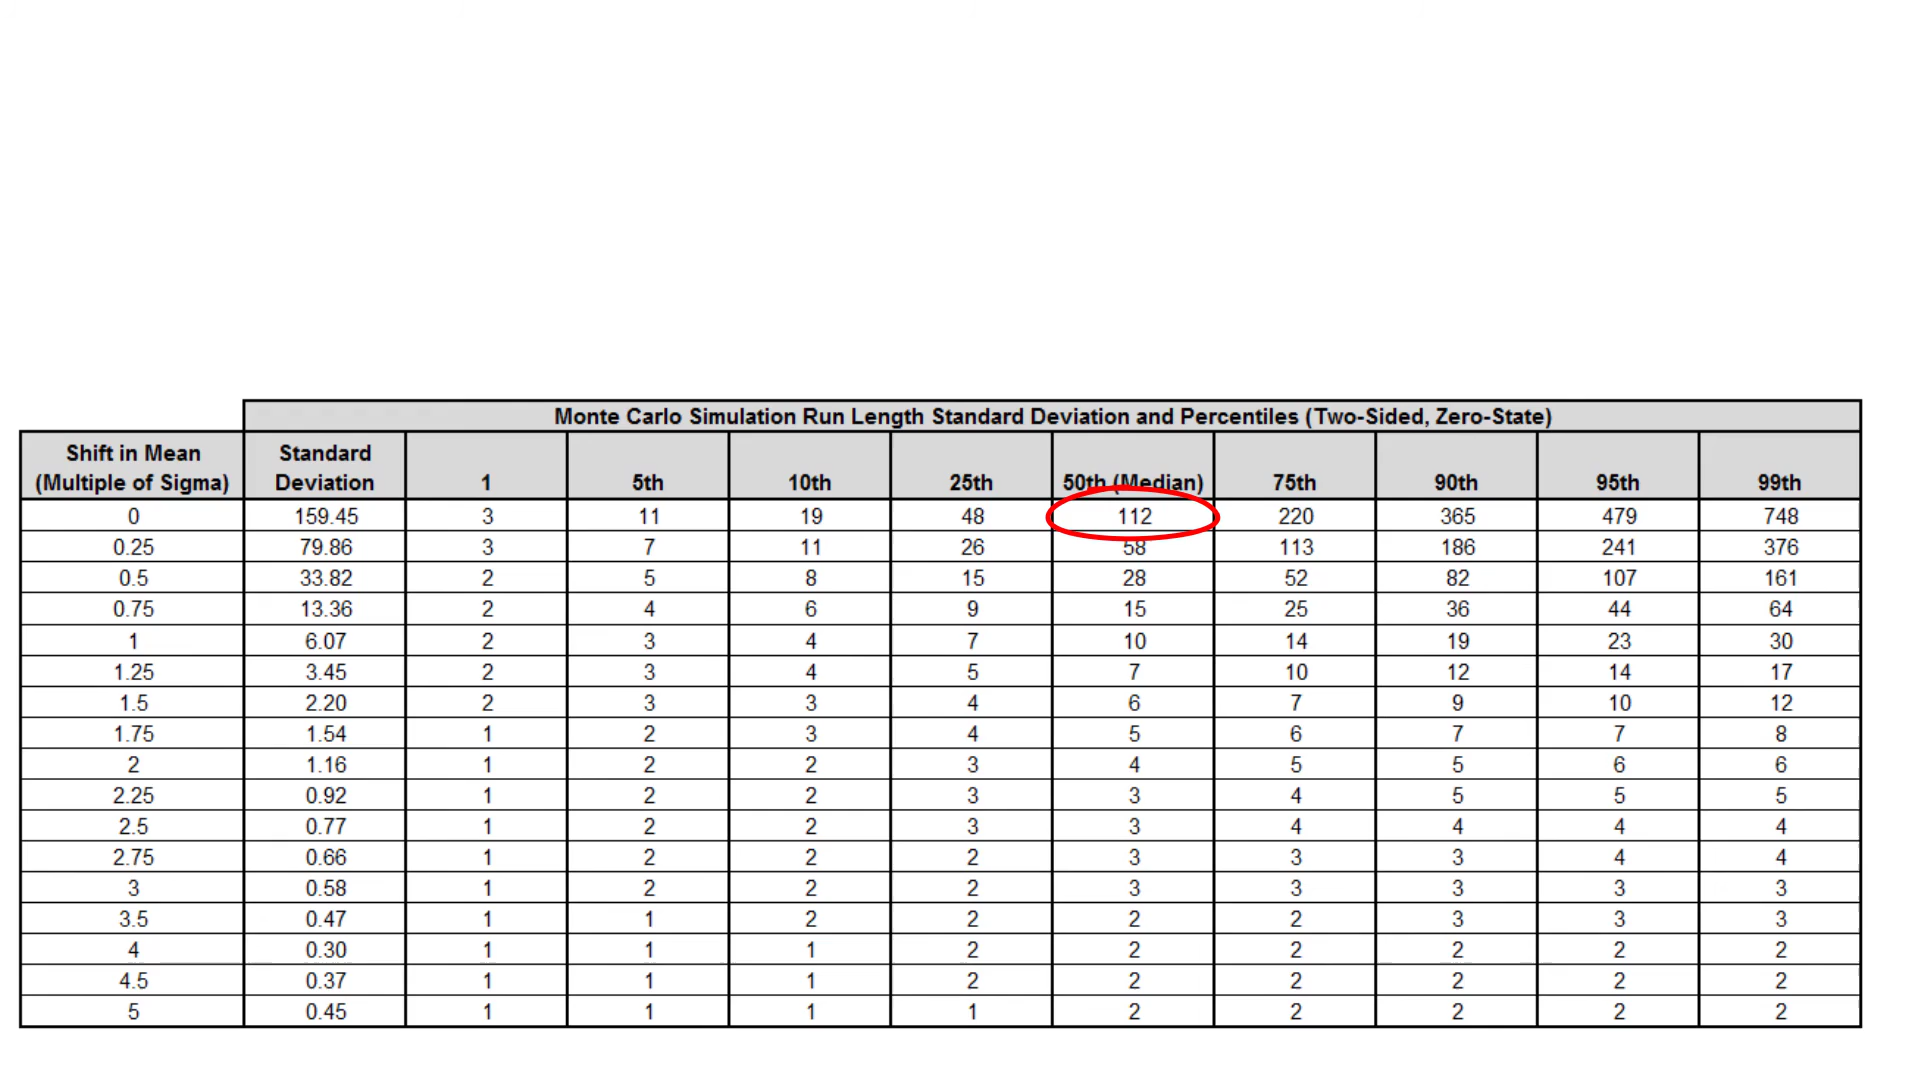 Monte Carlo Simulation Run Length Standard Deviation and Percentiles (Two-Sided, Zero-State)
Shift in Mean (Multiple of Sigma) Standard Deviation 1 5th 10th 25th 50th (Median) 75th 90th 95th 99th
0 159.45 3 11 19 48 112 220 365 479 748
0.25 79.86 3 7 11 26 58 113 186 241 376
0.5 33.82 2 5 8 15 28 52 82 107 161
0.75 13.36 2 4 6 9 15 25 36 44 64
1 6.07 2 3 4 7 10 14 19 23 30
1.25 3.45 2 3 4 5 7 10 12 14 17
1.5 2.20 2 3 3 4 6 7 9 10 12
1.75 1.54 1 2 3 4 5 6 7 7 8
2 1.16 1 2 2 3 4 5 5 6 6
2.25 0.92 1 2 2 3 3 4 5 5 5
2.5 0.77 1 2 2 3 3 4 4 4 4
2.75 0.66 1 2 2 2 3 3 3 4 4
3 0.58 1 2 2 2 3 3 3 3 3
3.5 0.47 1 1 2 2 2 2 3 3 3
4 0.30 1 1 1 2 2 2 2 2 2
4.5 0.37 1 1 1 2 2 2 2 2 2
5 0.45 1 1 1 1 2 2 2 2 2